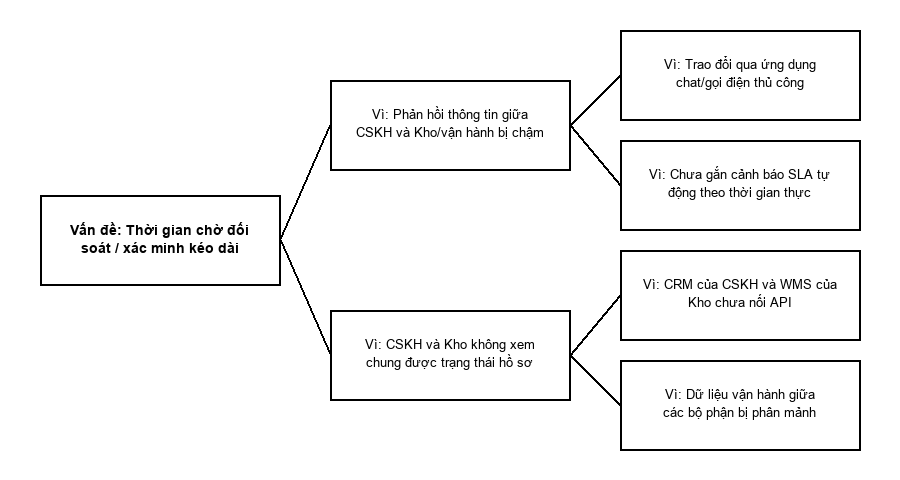 Vấn đề: Thời gian chờ đối
soát / xác minh kéo dài
Vì: Phản hồi thông tin giữa
CSKH và Kho/vận hành bị chậm
Vì: Trao đổi qua ứng dụng
chat/gọi điện thủ công
Vì: Chưa gắn cảnh báo SLA tự
động theo thời gian thực
Vì: CSKH và Kho không xem
chung được trạng thái hồ sơ
Vì: CRM của CSKH và WMS của
Kho chưa nối API
Vì: Dữ liệu vận hành giữa
các bộ phận bị phân mảnh